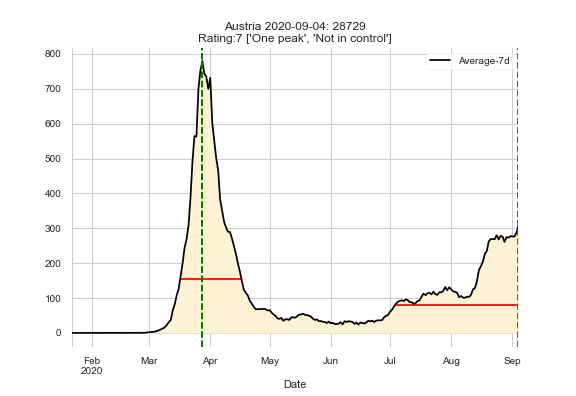 Austria 2020-09-04: 28729
Rating:7 ['One peak', 'Not in control']
Average-7d
800
700
600
500
400
300
200
100
0
Feb
2020
Mar
Apr
May
Jun
Jul
Aug
Sep
Date